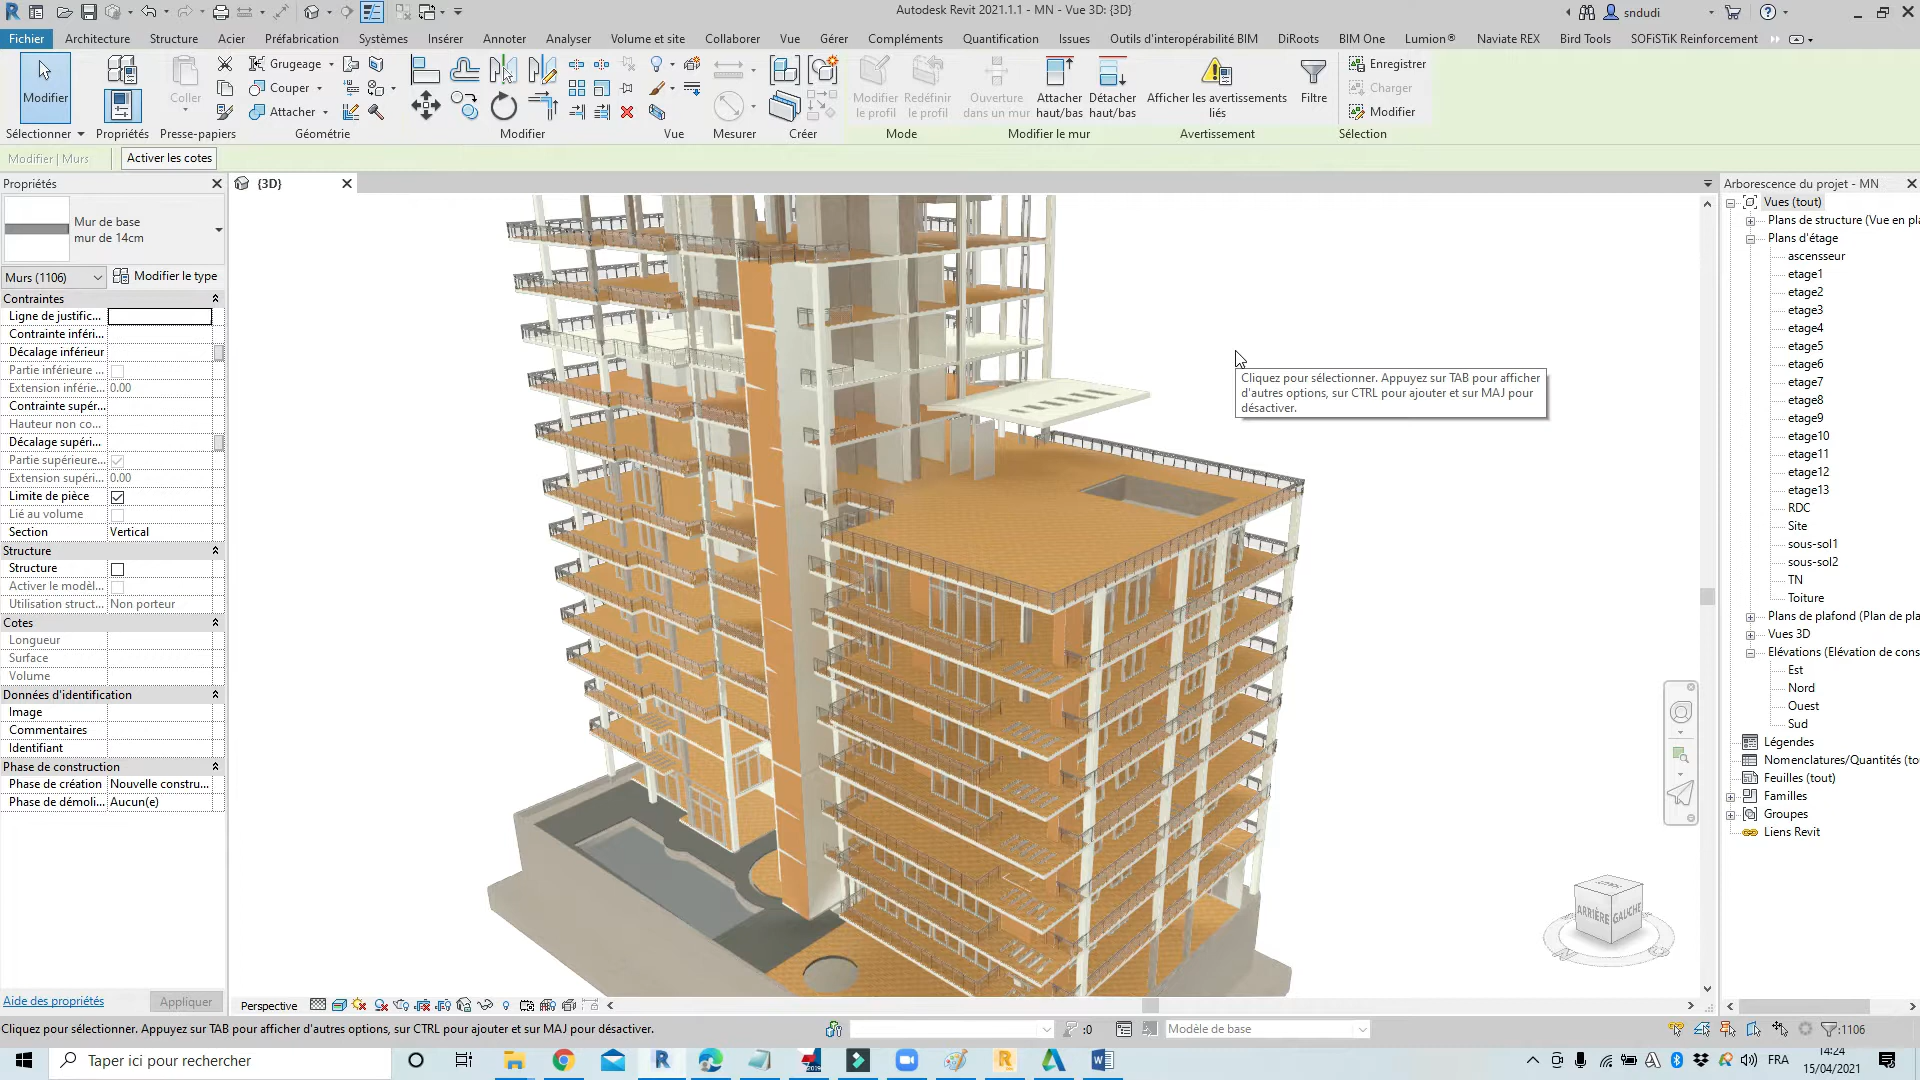 Autodesk Revit 2021.1.1 - MN - Vue 3D: {3D}
sndudi
Fichier Architecture Structure Acier Préfabrication Systèmes Insérer Annoter Analyser Volume et site Collaborer Vue Gérer Compléments Quantification Issues Outils d'interopérabilité BIM DiRoots BIM One Lumion® Naviate REX Bird Tools SOFiSTiK Reinforcement
Modifier
Coller
Grugeage
Couper
Attacher
Modifier le profil
Redéfinir le profil
Ouverture dans un mur
Attacher haut/bas
Détacher haut/bas
Afficher les avertissements liés
Filtre
Enregistrer
Charger
Modifier
Sélectionner Propriétés Presse-papiers Géométrie Modifier Vue Mesurer Créer Mode Modifier le mur Avertissement Sélection
Modifier | Murs
Activer les cotes
Propriétés
{3D}
Mur de base
mur de 14cm
Murs (1106)
Modifier le type
Contraintes
Ligne de justific...
Contrainte inféri...
Décalage inférieur
Partie inférieure ...
Extension inférie... 0.00
Contrainte supér...
Hauteur non co...
Décalage supéri...
Partie supérieure...
Extension supéri... 0.00
Limite de pièce
Lié au volume
Section Vertical
Structure
Structure
Activer le modèl...
Utilisation struct... Non porteur
Cotes
Longueur
Surface
Volume
Données d'identification
Image
Commentaires
Identifiant
Phase de construction
Phase de création Nouvelle constru...
Phase de démoli... Aucun(e)
Aide des propriétés
Appliquer
Cliquez pour sélectionner. Appuyez sur TAB pour afficher
d'autres options, sur CTRL pour ajouter et sur MAJ pour
désactiver.
ARRIÈRE
GAUCHE
Arborescence du projet - MN
Vues (tout)
Plans de structure (Vue en pl
Plans d'étage
ascensseur
etage1
etage2
etage3
etage4
etage5
etage6
etage7
etage8
etage9
etage10
etage11
etage12
etage13
RDC
Site
sous-sol1
sous-sol2
TN
Toiture
Plans de plafond (Plan de pla
Vues 3D
Elévations (Elévation de cons
Est
Nord
Ouest
Sud
Légendes
Nomenclatures/Quantités (tou
Feuilles (tout)
Familles
Groupes
Liens Revit
Perspective
Cliquez pour sélectionner. Appuyez sur TAB pour afficher d'autres options, sur CTRL pour ajouter et sur MAJ pour désactiver.
:0
Modèle de base
:1106
Taper ici pour rechercher
FRA
14:24
15/04/2021